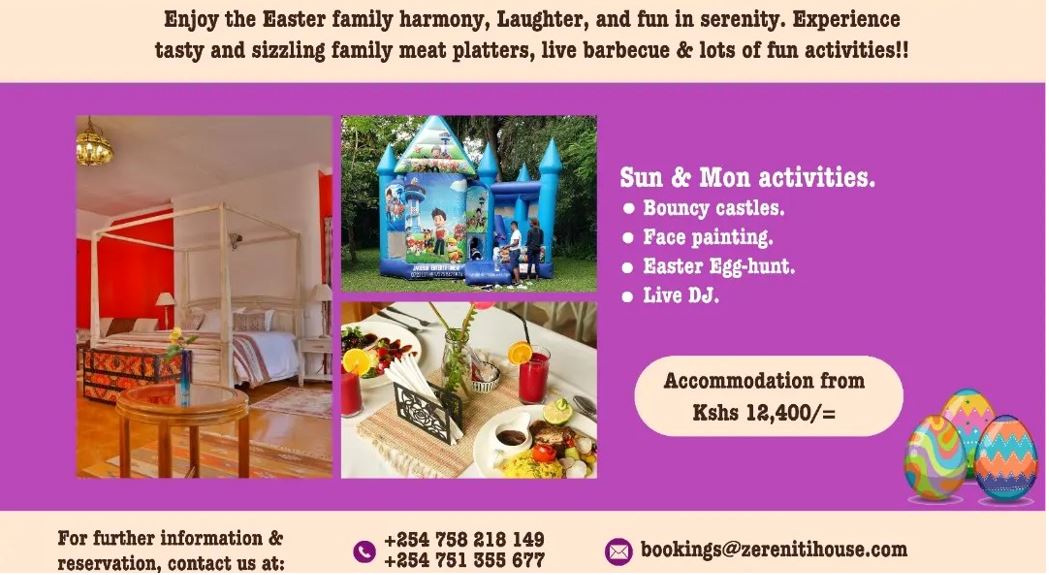 Enjoy the Easter family harmony, Laughter, and fun in serenity. Experience
tasty and sizzling family meat platters, live barbecue & lots of fun activities!!
Sun & Mon activities.
Bouncy castles.
Face painting.
Easter Egg-hunt.
Live DJ.
Accommodation from
Kshs 12,400/=
For further information &
reservation, contact us at:
+254 758 218 149
+254 751 355 677
bookings@zerenitihouse.com